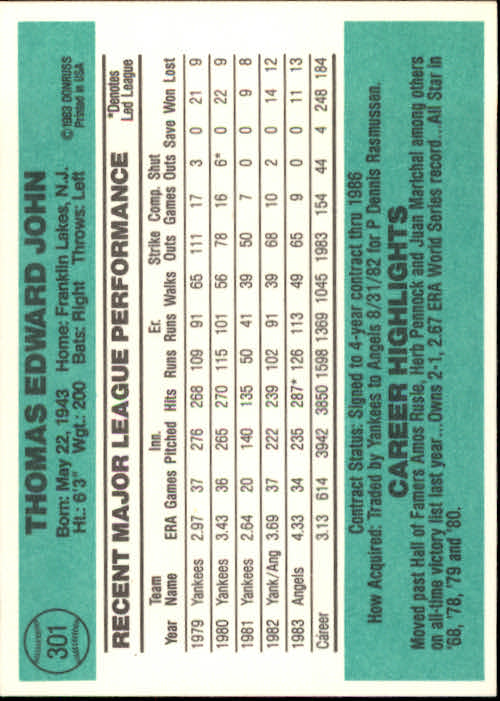 301
THOMAS EDWARD JOHN
Born: May 22, 1943 Home: Franklin Lakes, N.J.
Ht.: 6'3" Wgt.: 200 Bats: Right Throws: Left
©1983 DONRUSS
Printed in USA
RECENT MAJOR LEAGUE PERFORMANCE
*Denotes
Led League
Team Inn. Er. Strike Comp. Shut
Year Name ERA Games Pitched Hits Runs Runs Walks Outs Games Outs Save Won Lost
1979 Yankees 2.97 37 276 268 109 91 65 111 17 3 0 21 9
1980 Yankees 3.43 36 265 270 115 101 56 78 16 6* 0 22 9
1981 Yankees 2.64 20 140 135 50 41 39 50 7 0 0 9 8
1982 Yank/Ang 3.69 37 222 239 102 91 39 68 10 2 0 14 12
1983 Angels 4.33 34 235 287* 126 113 49 65 9 0 0 11 13
Career 3.13 614 3942 3850 1598 1369 1045 1983 154 44 4 248 184
Contract Status: Signed to 4-year contract thru 1986
How Acquired: Traded by Yankees to Angels 8/31/82 for P Dennis Rasmussen.
CAREER HIGHLIGHTS
Moved past Hall of Famers Amos Rusie, Herb Pennock and Juan Marichal among others
on all-time victory list last year...Owns 2-1, 2.67 ERA World Series record...All Star in
'68, '78, '79 and '80.